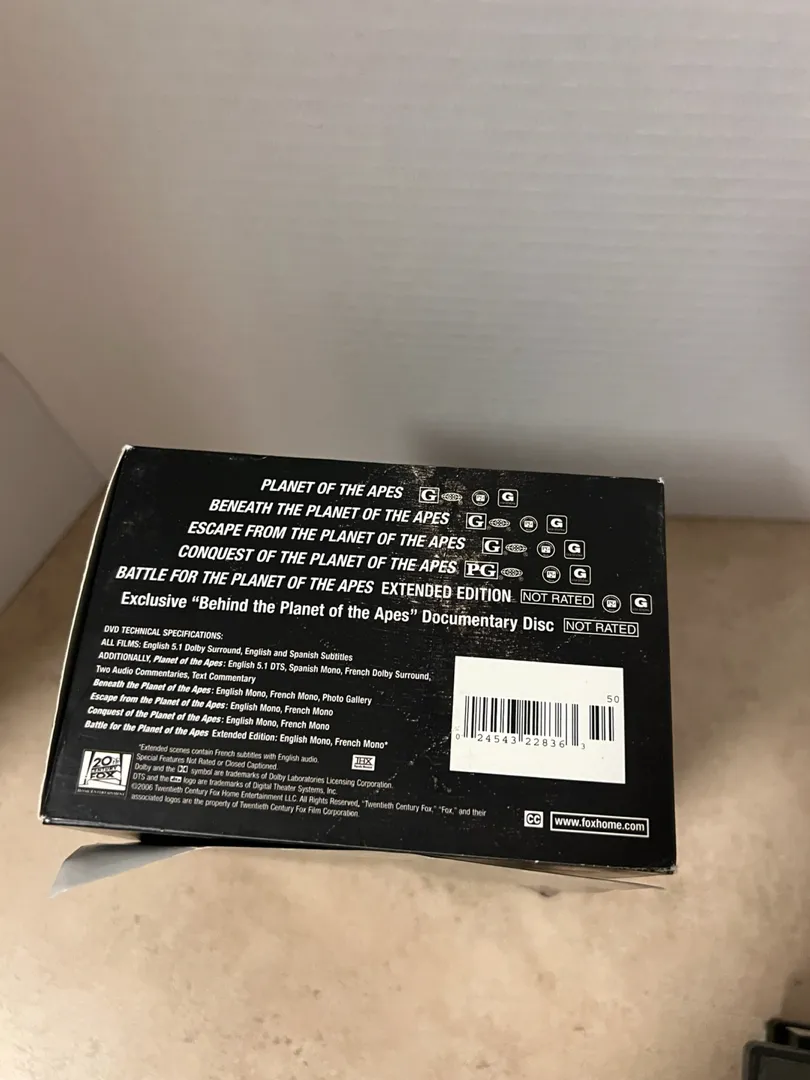 PLANET OF THE APES G G
BENEATH THE PLANET OF THE APES G G
ESCAPE FROM THE PLANET OF THE APES G G
CONQUEST OF THE PLANET OF THE APES PG G
BATTLE FOR THE PLANET OF THE APES EXTENDED EDITION NOT RATED G
Exclusive "Behind the Planet of the Apes" Documentary Disc NOT RATED
DVD TECHNICAL SPECIFICATIONS:
ALL FILMS: English 5.1 Dolby Surround, English and Spanish Subtitles
ADDITIONALLY, Planet of the Apes: English 5.1 DTS, Spanish Mono, French Dolby Surround,
Two Audio Commentaries, Text Commentary
Beneath the Planet of the Apes: English Mono, French Mono, Photo Gallery
Escape from the Planet of the Apes: English Mono, French Mono
Conquest of the Planet of the Apes: English Mono, French Mono
Battle for the Planet of the Apes Extended Edition: English Mono, French Mono*
*Extended scenes contain French subtitles with English audio.
Special Features Not Rated or Closed Captioned.
Dolby and the DD symbol are trademarks of Dolby Laboratories Licensing Corporation.
DTS and the dts logo are trademarks of Digital Theater Systems, Inc.
©2006 Twentieth Century Fox Home Entertainment LLC. All Rights Reserved, "Twentieth Century Fox," "Fox," and their
associated logos are the property of Twentieth Century Fox Film Corporation.
20th CENTURY FOX
THX
50
0 24543 22836 3
CC www.foxhome.com